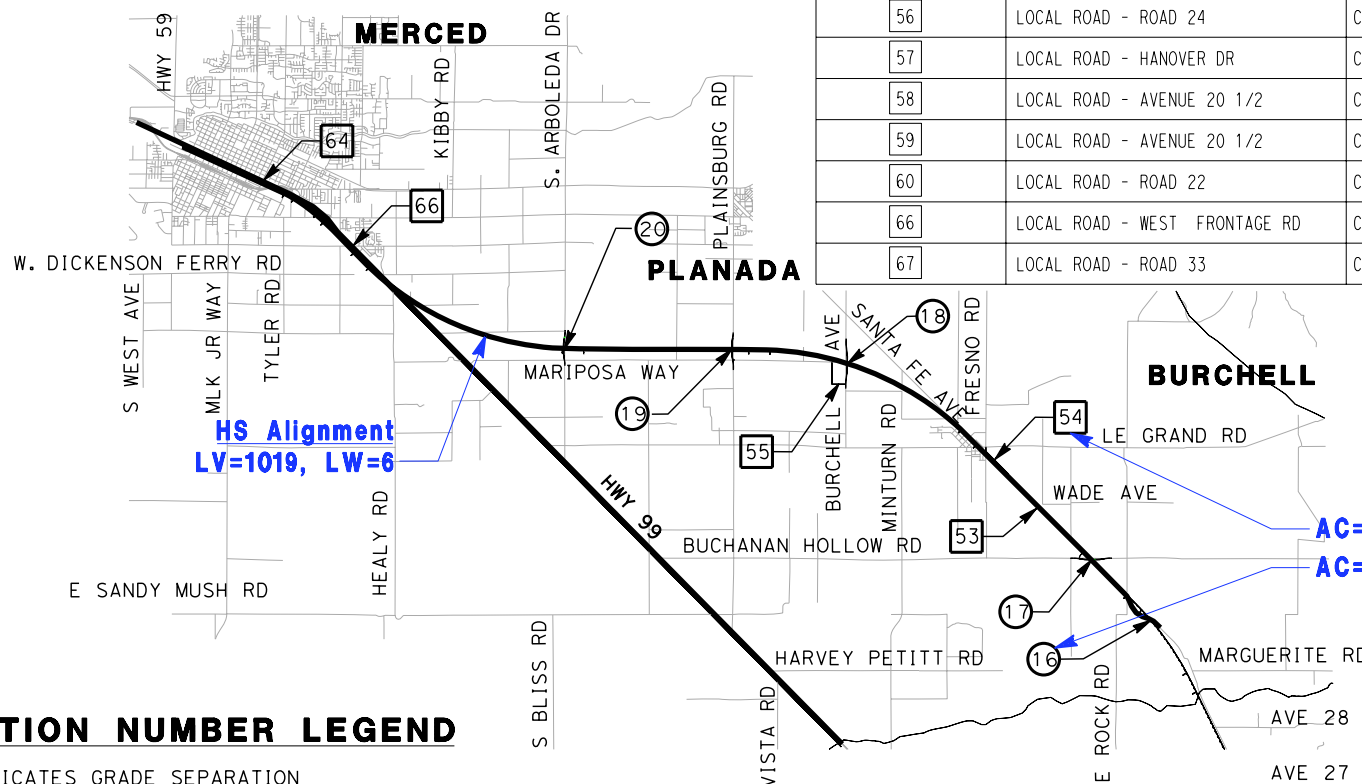 HWY 59
MERCED
KIBBY RD
S. ARBOLEDA DR
PLAINSBURG RD
56 LOCAL ROAD - ROAD 24 C
57 LOCAL ROAD - HANOVER DR C
58 LOCAL ROAD - AVENUE 20 1/2 C
59 LOCAL ROAD - AVENUE 20 1/2 C
60 LOCAL ROAD - ROAD 22 C
66 LOCAL ROAD - WEST FRONTAGE RD C
67 LOCAL ROAD - ROAD 33 C
64
66
20
W. DICKENSON FERRY RD
PLANADA
S WEST AVE
MLK JR WAY
TYLER RD
MARIPOSA WAY
BURCHELL AVE
SANTA FE AVE
18
FRESNO RD
BURCHELL
19
55
54
LE GRAND RD
HS Alignment
LV=1019, LW=6
HEALY RD
HWY 99
MINTURN RD
WADE AVE
53
AC=
AC=
BUCHANAN HOLLOW RD
E SANDY MUSH RD
17
16
HARVEY PETITT RD
MARGUERITE RD
S BLISS RD
VISTA RD
E ROCK RD
AVE 28
AVE 27
TION NUMBER LEGEND
ICATES GRADE SEPARATION